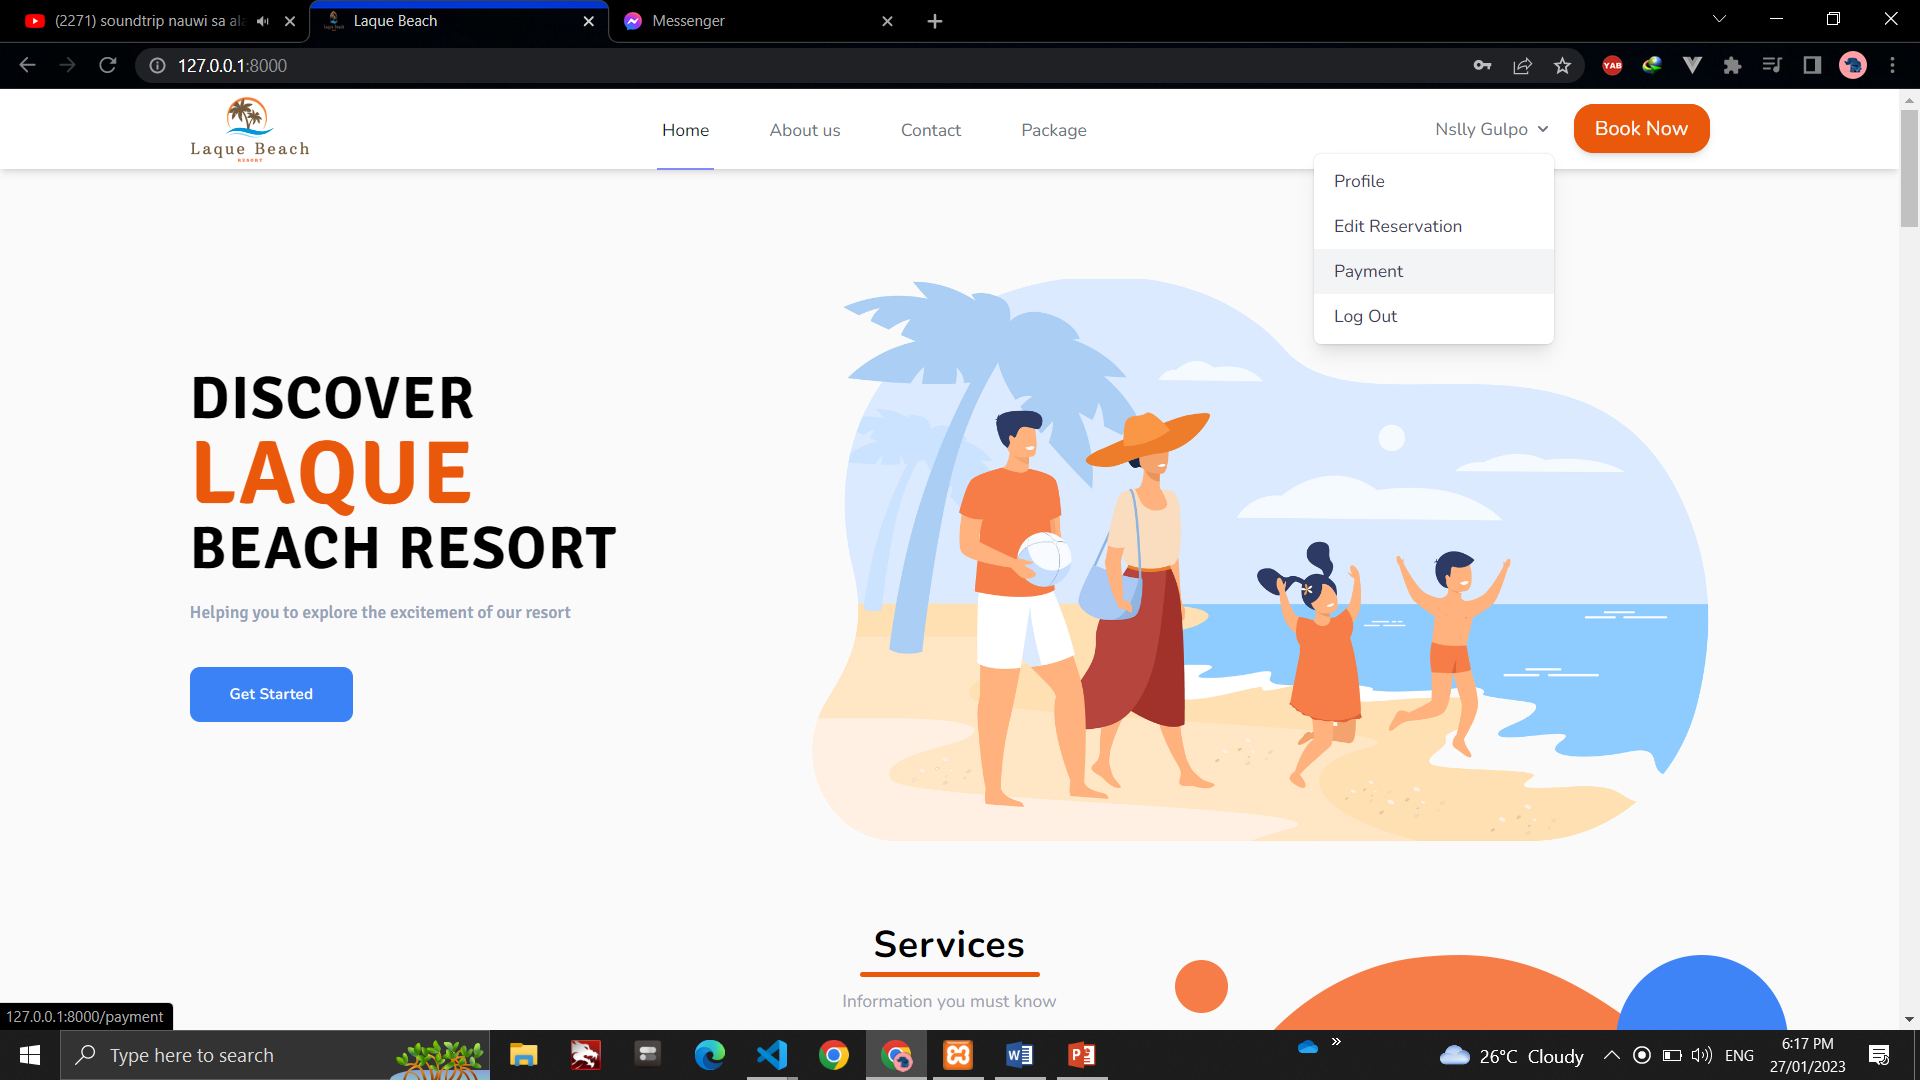 (2271) soundtrip nauwi sa ala
Laque Beach
Messenger
127.0.0.1:8000
YAB
Laque Beach
RESORT
Home
About us
Contact
Package
Nslly Gulpo
Book Now
Profile
Edit Reservation
Payment
Log Out
DISCOVER
LAQUE
BEACH RESORT
Helping you to explore the excitement of our resort
Get Started
Services
Information you must know
127.0.0.1:8000/payment
Type here to search
26°C Cloudy
ENG
6:17 PM
27/01/2023